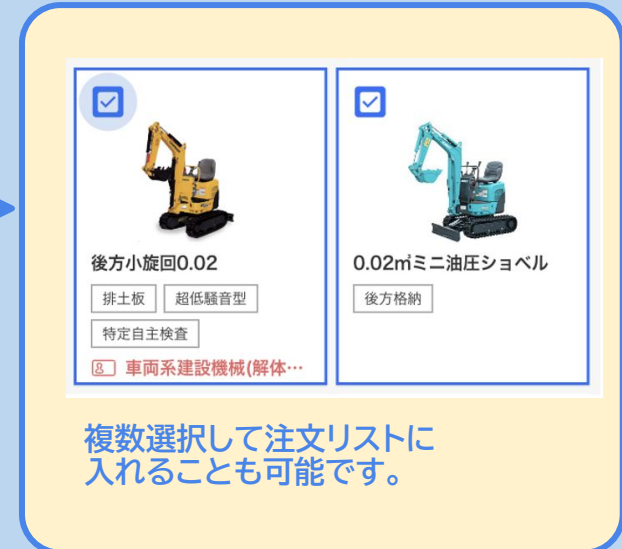 後方小旋回0.02
排土板 超低騒音型
特定自主検査
車両系建設機械(解体…
0.02㎥ミニ油圧ショベル
後方格納
複数選択して注文リストに
入れることも可能です。